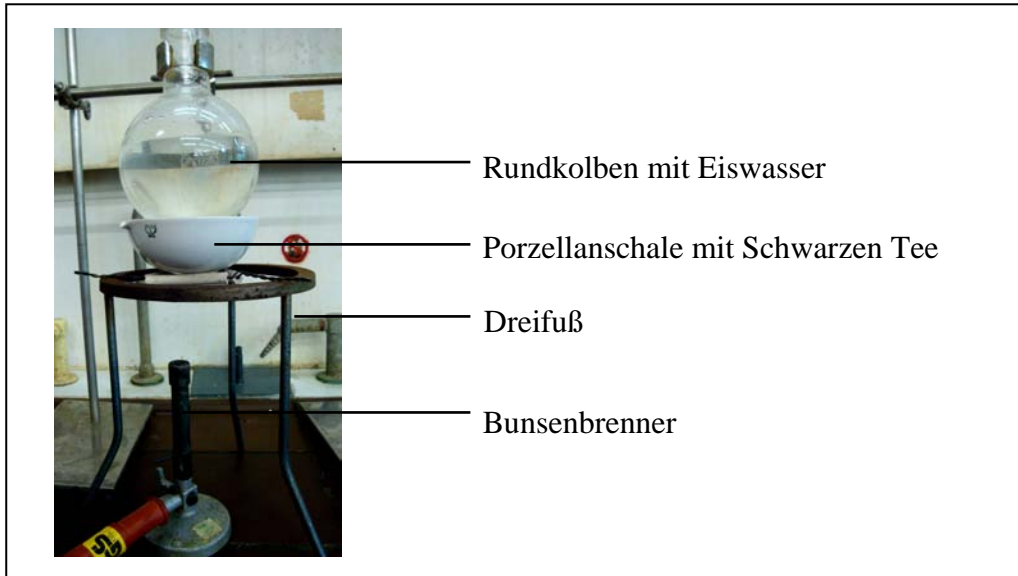 Rundkolben mit Eiswasser
Porzellanschale mit Schwarzen Tee
Dreifuß
Bunsenbrenner